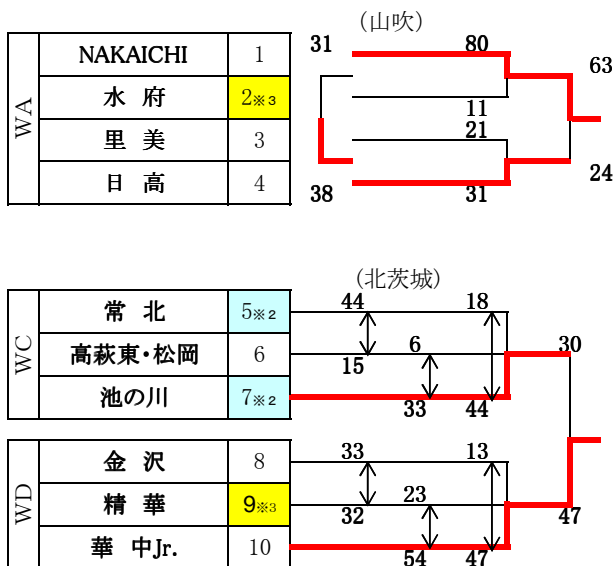 (山吹)
WA
NAKAICHI 1
水 府 2※3
里 美 3
日 高 4
31 80 63
11
21
38 31 24
(北茨城)
WC
常 北 5※2
高萩東・松岡 6
池の川 7※2
44 18
15 6 30
33 44
WD
金 沢 8
精 華 9※3
華 中Jr. 10
33 13
32 23 47
54 47